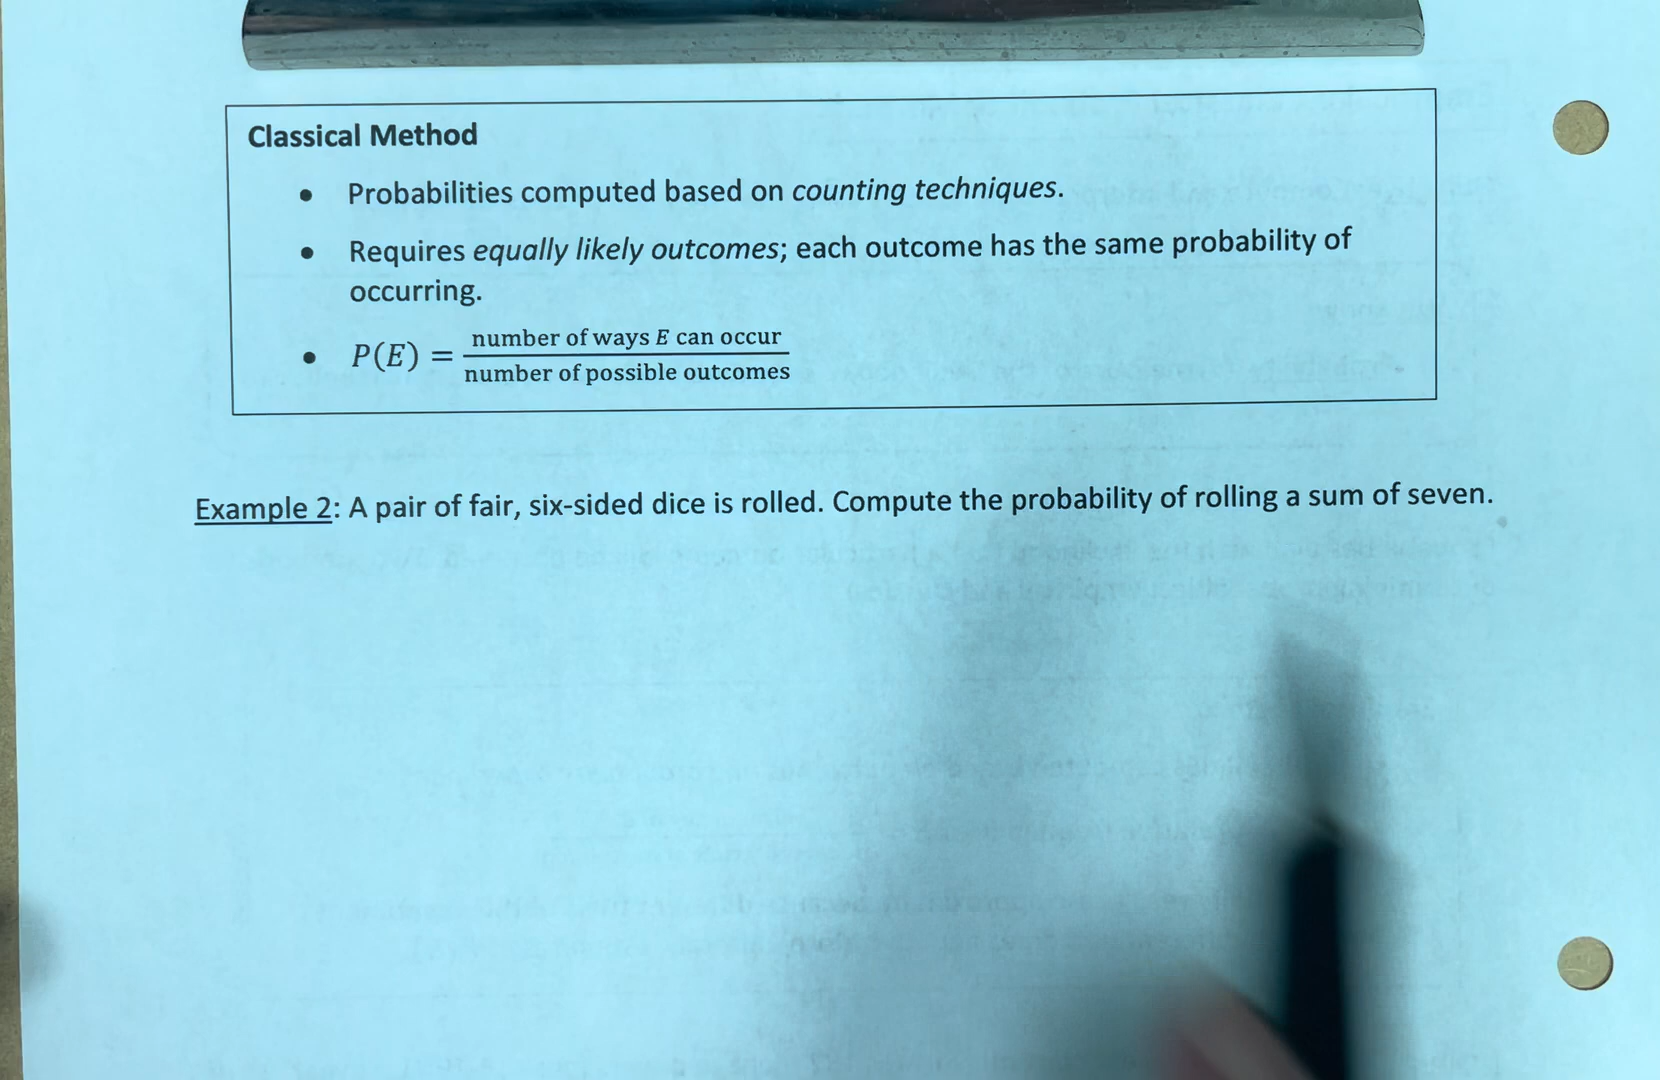 Classical Method
• Probabilities computed based on counting techniques.
• Requires equally likely outcomes; each outcome has the same probability of
occurring.
• P(E) = number of ways E can occur / number of possible outcomes
Example 2: A pair of fair, six-sided dice is rolled. Compute the probability of rolling a sum of seven.